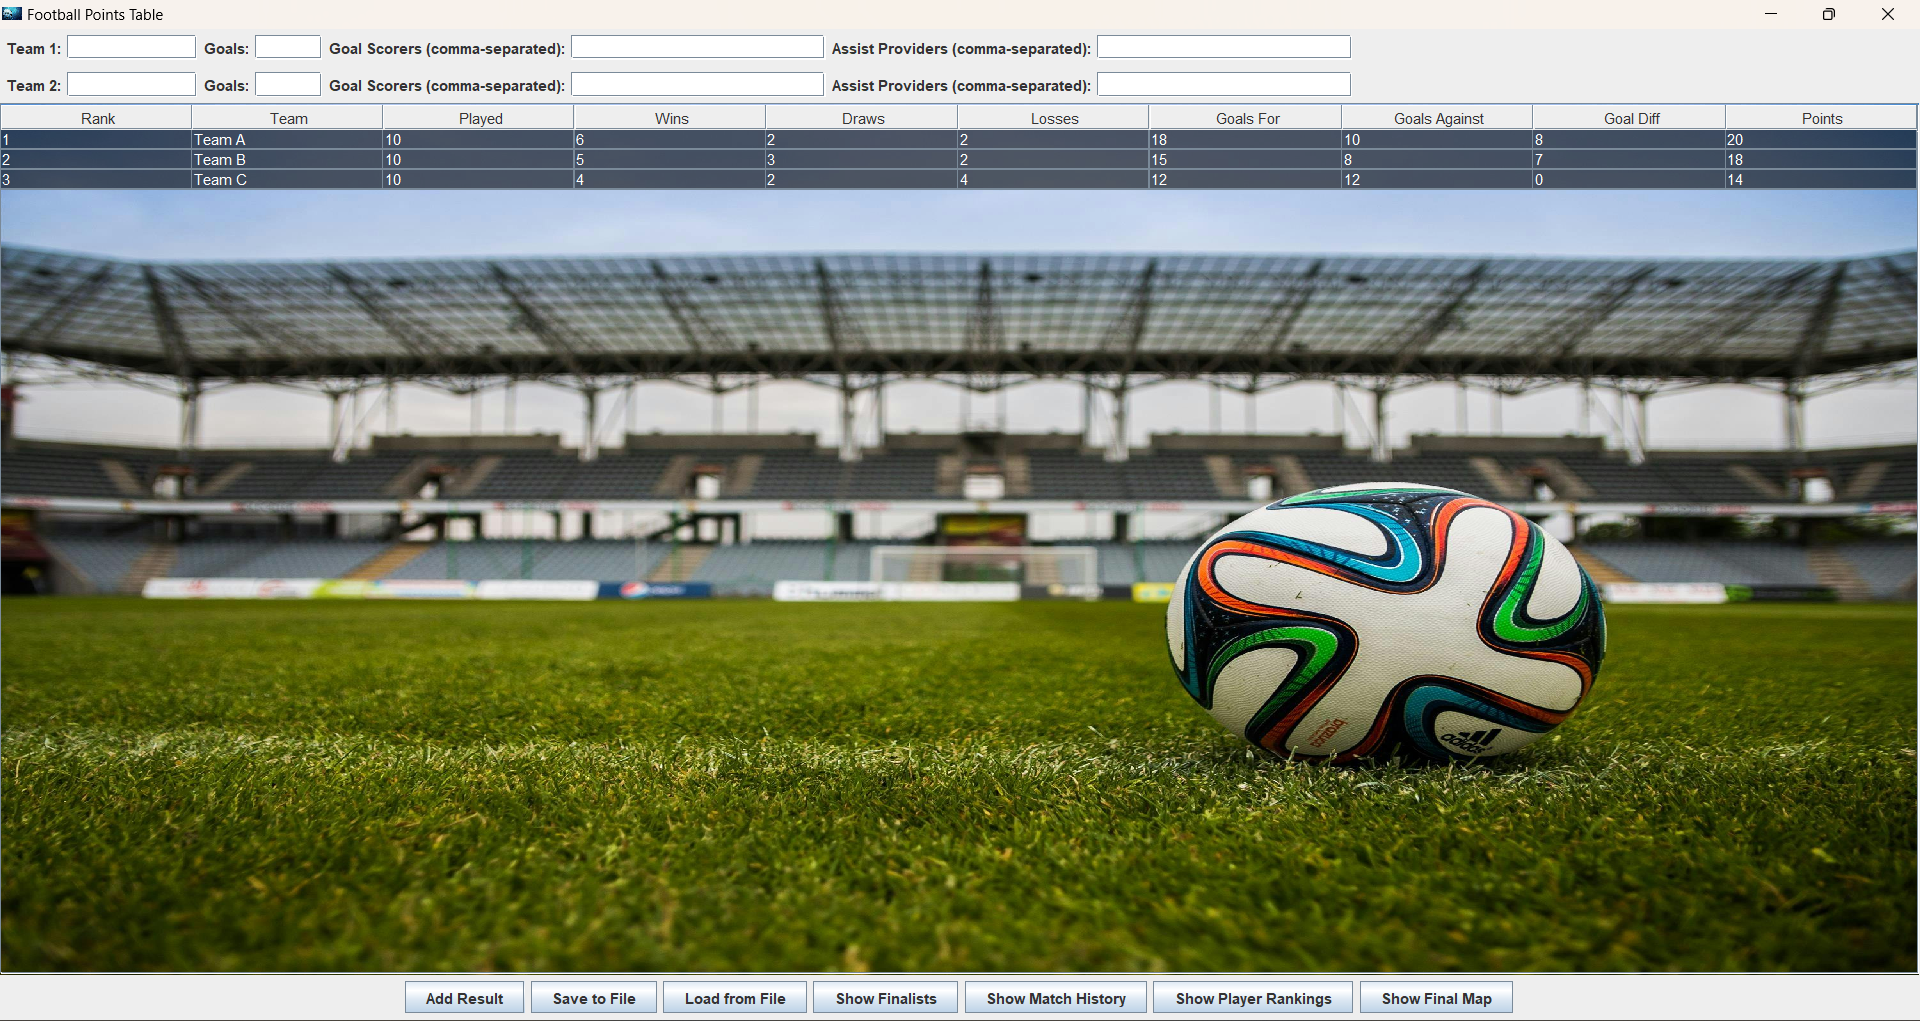 Football Points Table
Team 1: Goals: Goal Scorers (comma-separated): Assist Providers (comma-separated):
Team 2: Goals: Goal Scorers (comma-separated): Assist Providers (comma-separated):
Rank Team Played Wins Draws Losses Goals For Goals Against Goal Diff Points
1 Team A 10 6 2 2 18 10 8 20
2 Team B 10 5 3 2 15 8 7 18
3 Team C 10 4 2 4 12 12 0 14
brazuca
adidas
Add Result Save to File Load from File Show Finalists Show Match History Show Player Rankings Show Final Map